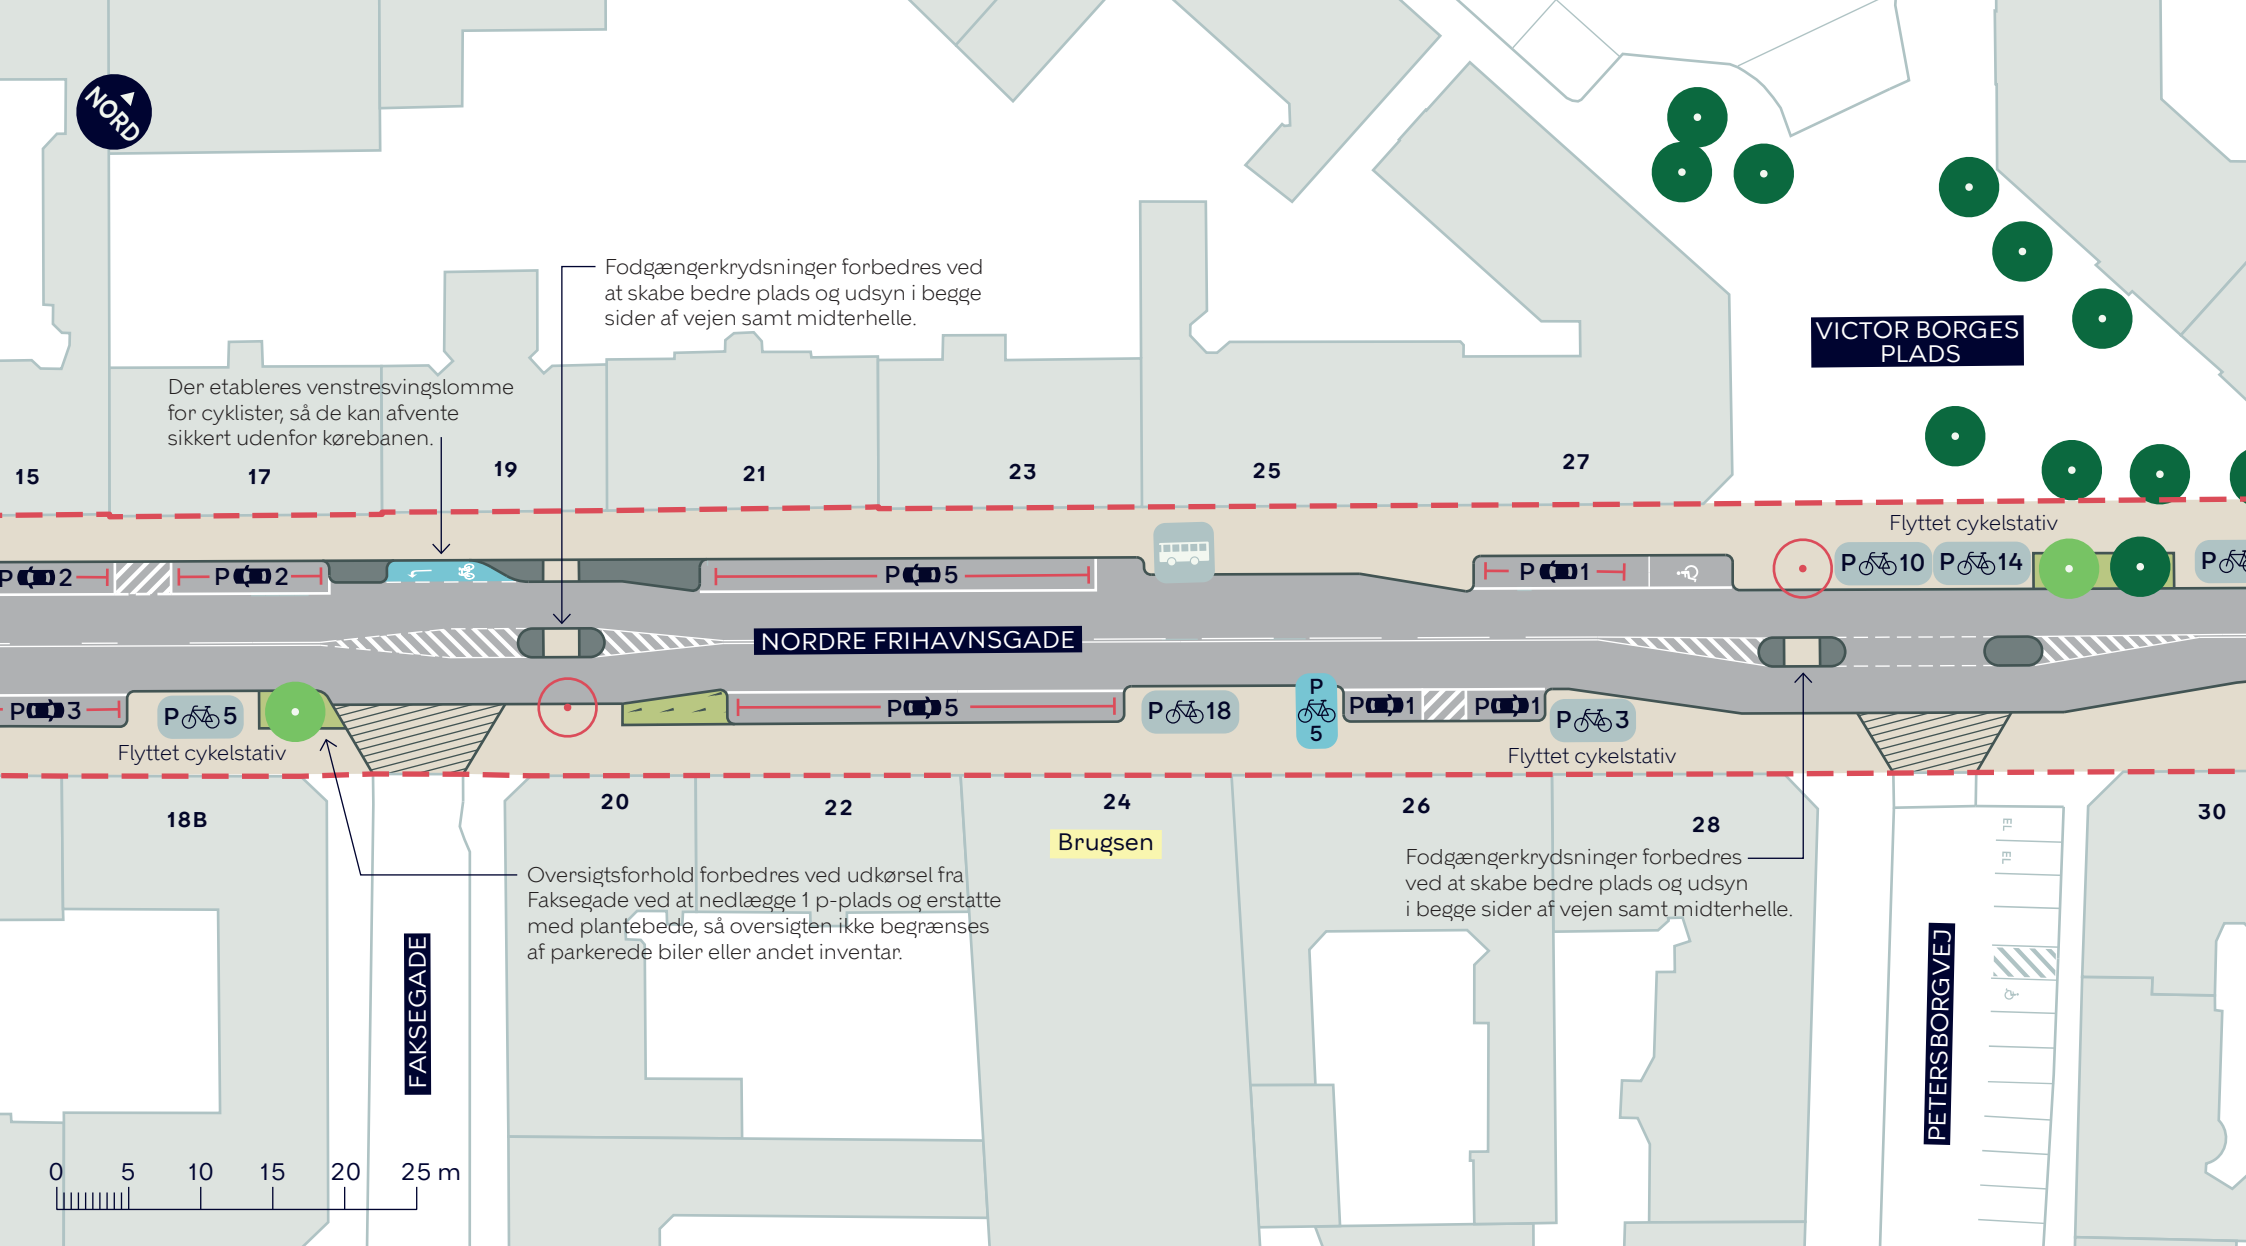 NORD
Fodgængerkrydsninger forbedres ved
at skabe bedre plads og udsyn i begge
sider af vejen samt midterhelle.
VICTOR BORGES
PLADS
Der etableres venstresvingslomme
for cyklister, så de kan afvente
sikkert udenfor kørebanen.
15
17
19
21
23
25
27
Flyttet cykelstativ
P 2
P 2
P 5
P 1
P 10
P 14
P
NORDRE FRIHAVNSGADE
P 3
P 5
P 5
P 18
P
5
P 1
P 1
P 3
Flyttet cykelstativ
Flyttet cykelstativ
18B
20
22
24
26
28
30
Brugsen
EL
EL
Oversigtsforhold forbedres ved udkørsel fra
Faksegade ved at nedlægge 1 p-plads og erstatte
med plantebede, så oversigten ikke begrænses
af parkerede biler eller andet inventar.
Fodgængerkrydsninger forbedres
ved at skabe bedre plads og udsyn
i begge sider af vejen samt midterhelle.
FAKSEGADE
PETERSBORGVEJ
0 5 10 15 20 25 m